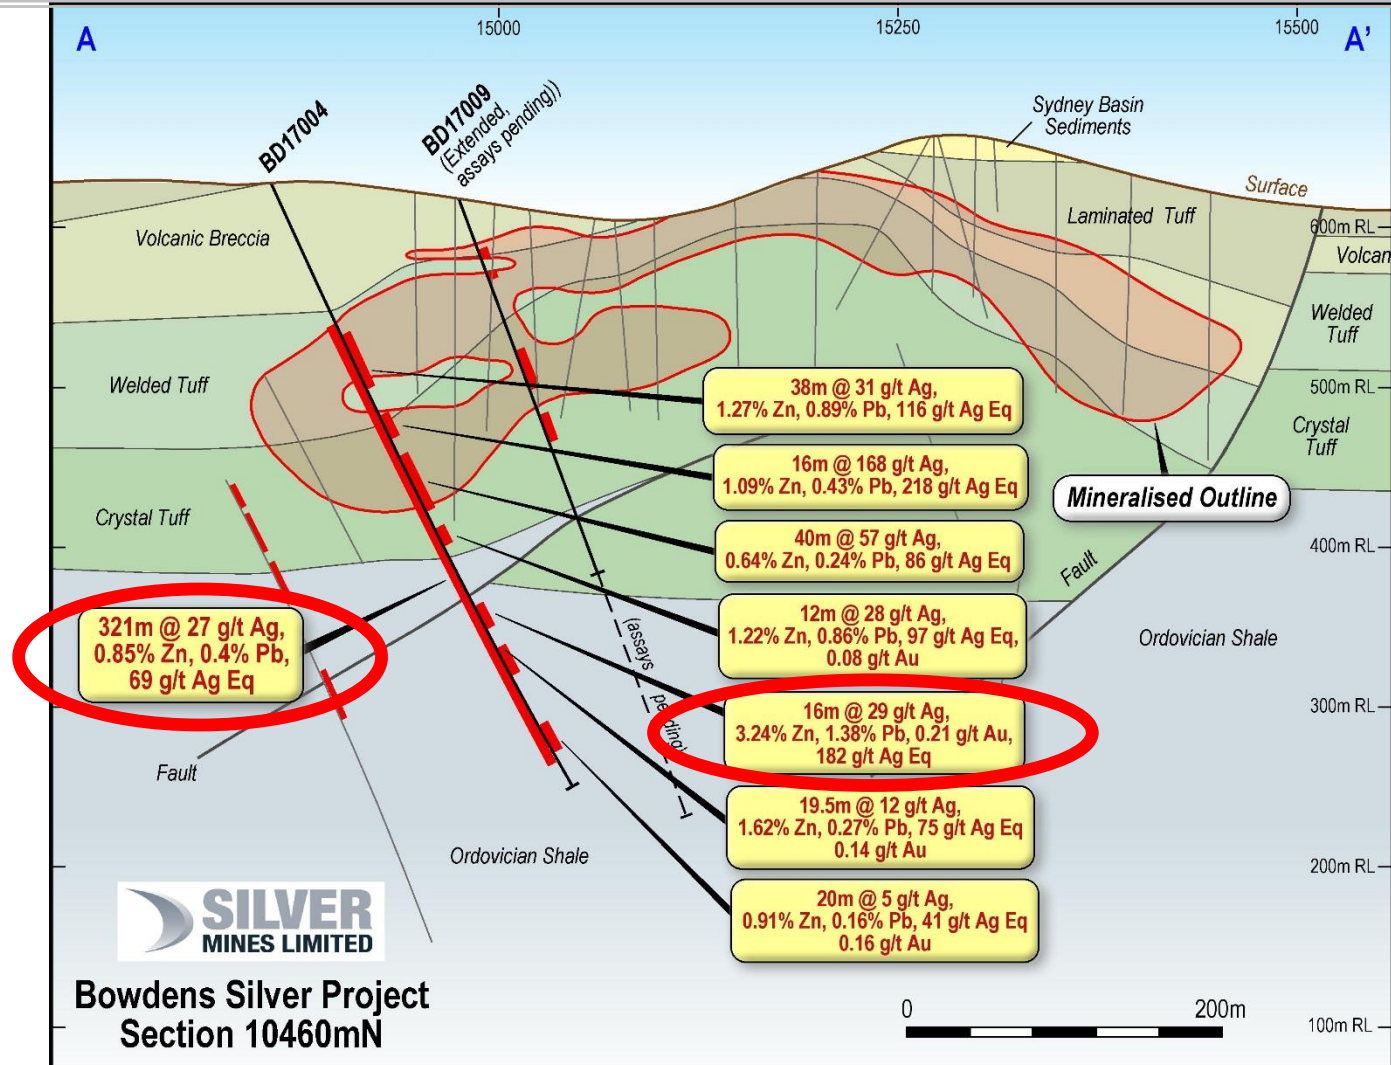 A
15000
15250
15500
A’
BD17004
BD17009
(Extended,
assays pending))
Sydney Basin
Sediments
Surface
Volcanic Breccia
Laminated Tuff
600m RL
Volcan
Welded
Tuff
Welded Tuff
500m RL
38m @ 31 g/t Ag,
1.27% Zn, 0.89% Pb, 116 g/t Ag Eq
Crystal
Tuff
16m @ 168 g/t Ag,
1.09% Zn, 0.43% Pb, 218 g/t Ag Eq
Mineralised Outline
Crystal Tuff
40m @ 57 g/t Ag,
0.64% Zn, 0.24% Pb, 86 g/t Ag Eq
400m RL
Fault
321m @ 27 g/t Ag,
0.85% Zn, 0.4% Pb,
69 g/t Ag Eq
12m @ 28 g/t Ag,
1.22% Zn, 0.86% Pb, 97 g/t Ag Eq,
0.08 g/t Au
(assays pending)
Ordovician Shale
16m @ 29 g/t Ag,
3.24% Zn, 1.38% Pb, 0.21 g/t Au,
182 g/t Ag Eq
300m RL
Fault
19.5m @ 12 g/t Ag,
1.62% Zn, 0.27% Pb, 75 g/t Ag Eq
0.14 g/t Au
Ordovician Shale
200m RL
20m @ 5 g/t Ag,
0.91% Zn, 0.16% Pb, 41 g/t Ag Eq
0.16 g/t Au
SILVER
MINES LIMITED
Bowdens Silver Project
Section 10460mN
0
200m
100m RL